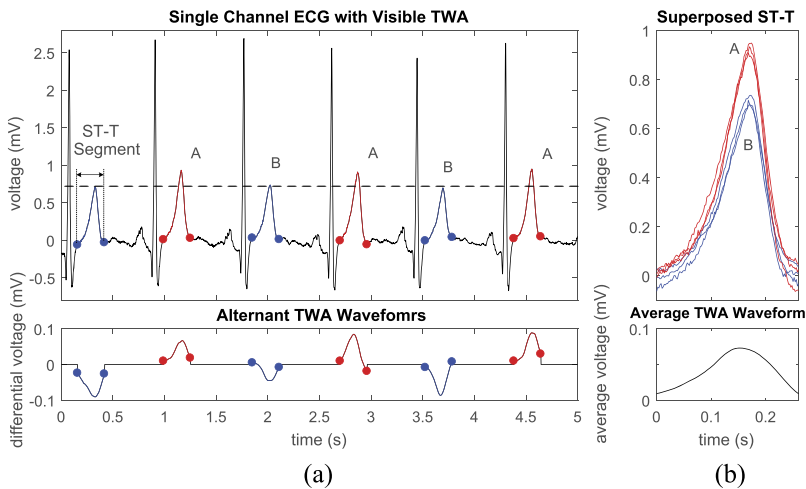 Single Channel ECG with Visible TWA
voltage (mV)
2.5
2
1.5
1
0.5
0
-0.5
ST-T
Segment
A
B
A
B
A
Alternant TWA Wavefomrs
differential voltage (mV)
0.1
0
-0.1
0
0.5
1
1.5
2
2.5
3
3.5
4
4.5
5
time (s)
(a)
Superposed ST-T
voltage (mV)
1
0.8
0.6
0.4
0.2
0
A
B
Average TWA Waveform
average voltage (mV)
0.1
0
0
0.1
0.2
time (s)
(b)